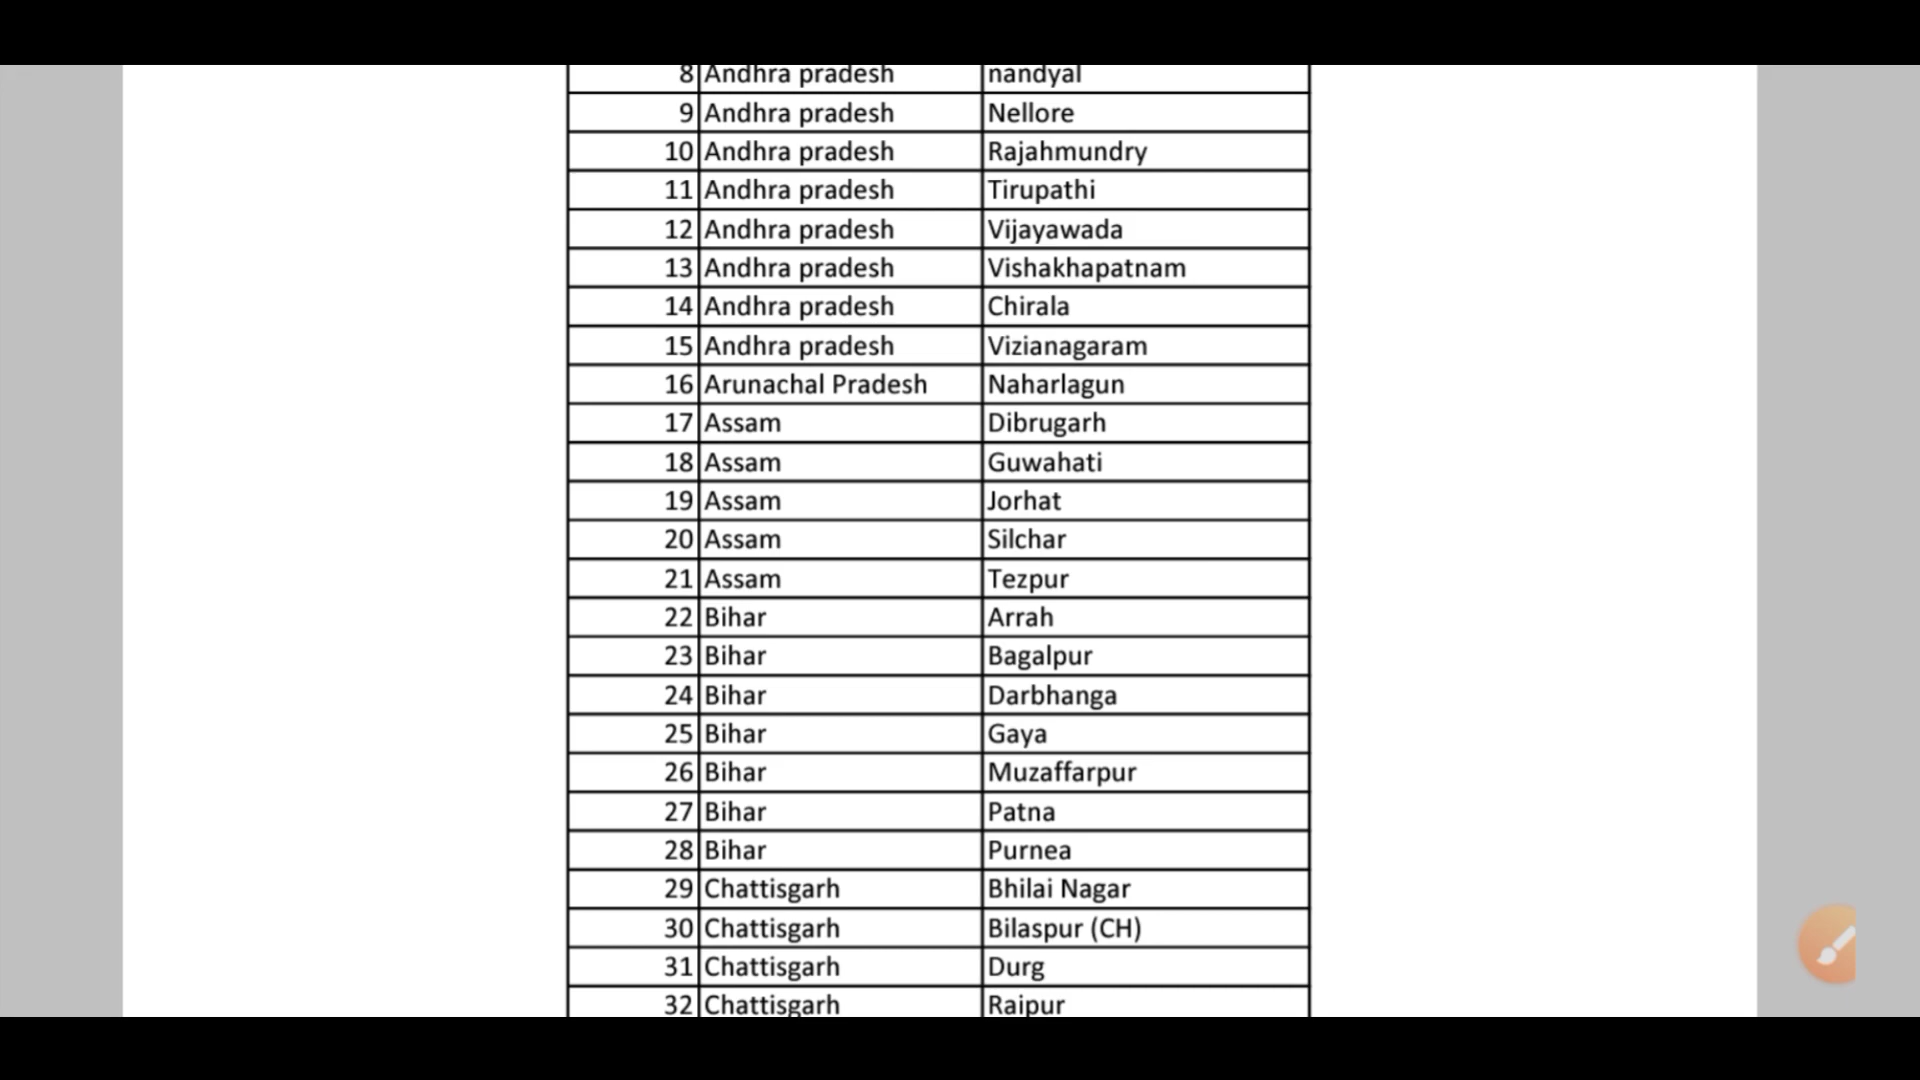 8 Andhra pradesh nandyal
9 Andhra pradesh Nellore
10 Andhra pradesh Rajahmundry
11 Andhra pradesh Tirupathi
12 Andhra pradesh Vijayawada
13 Andhra pradesh Vishakhapatnam
14 Andhra pradesh Chirala
15 Andhra pradesh Vizianagaram
16 Arunachal Pradesh Naharlagun
17 Assam Dibrugarh
18 Assam Guwahati
19 Assam Jorhat
20 Assam Silchar
21 Assam Tezpur
22 Bihar Arrah
23 Bihar Bagalpur
24 Bihar Darbhanga
25 Bihar Gaya
26 Bihar Muzaffarpur
27 Bihar Patna
28 Bihar Purnea
29 Chattisgarh Bhilai Nagar
30 Chattisgarh Bilaspur (CH)
31 Chattisgarh Durg
32 Chattisgarh Raipur